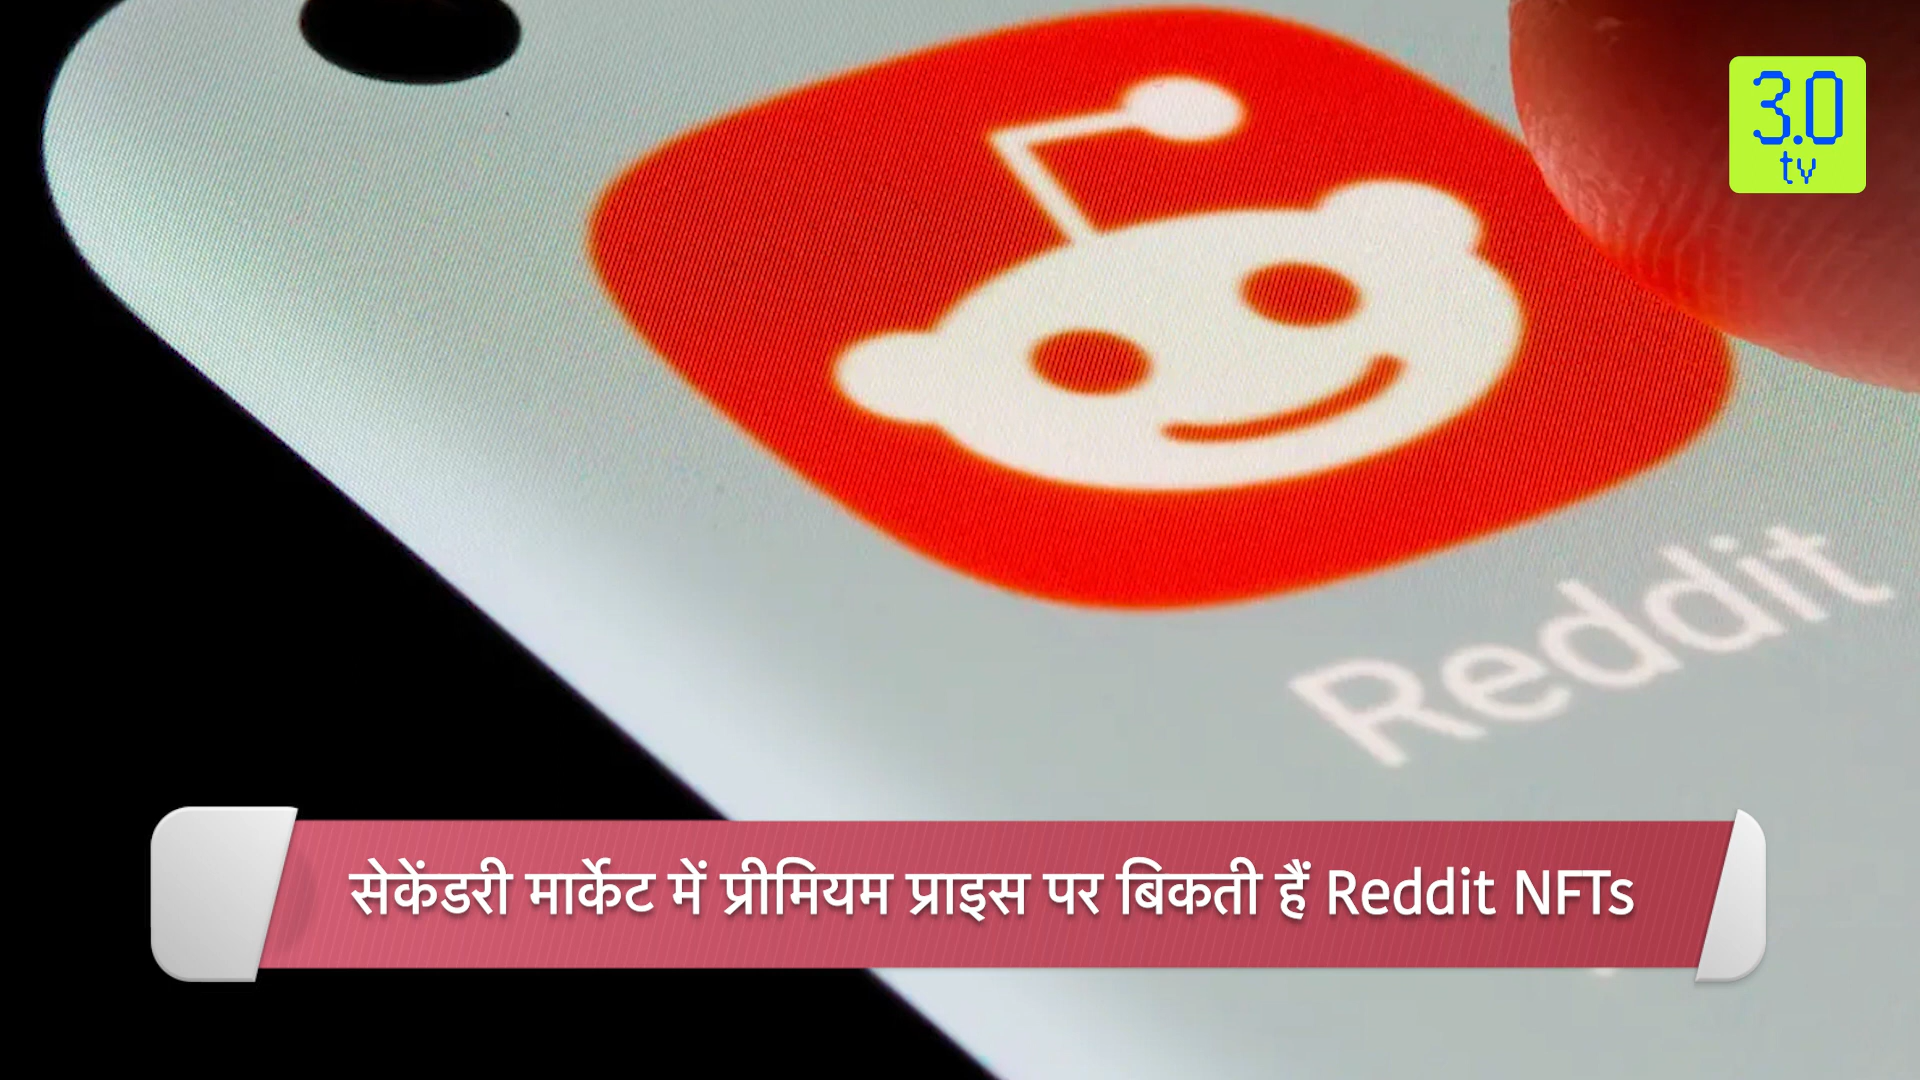 3.0
tv
Reddit
सेकेंडरी मार्केट में प्रीमियम प्राइस पर बिकती हैं Reddit NFTs